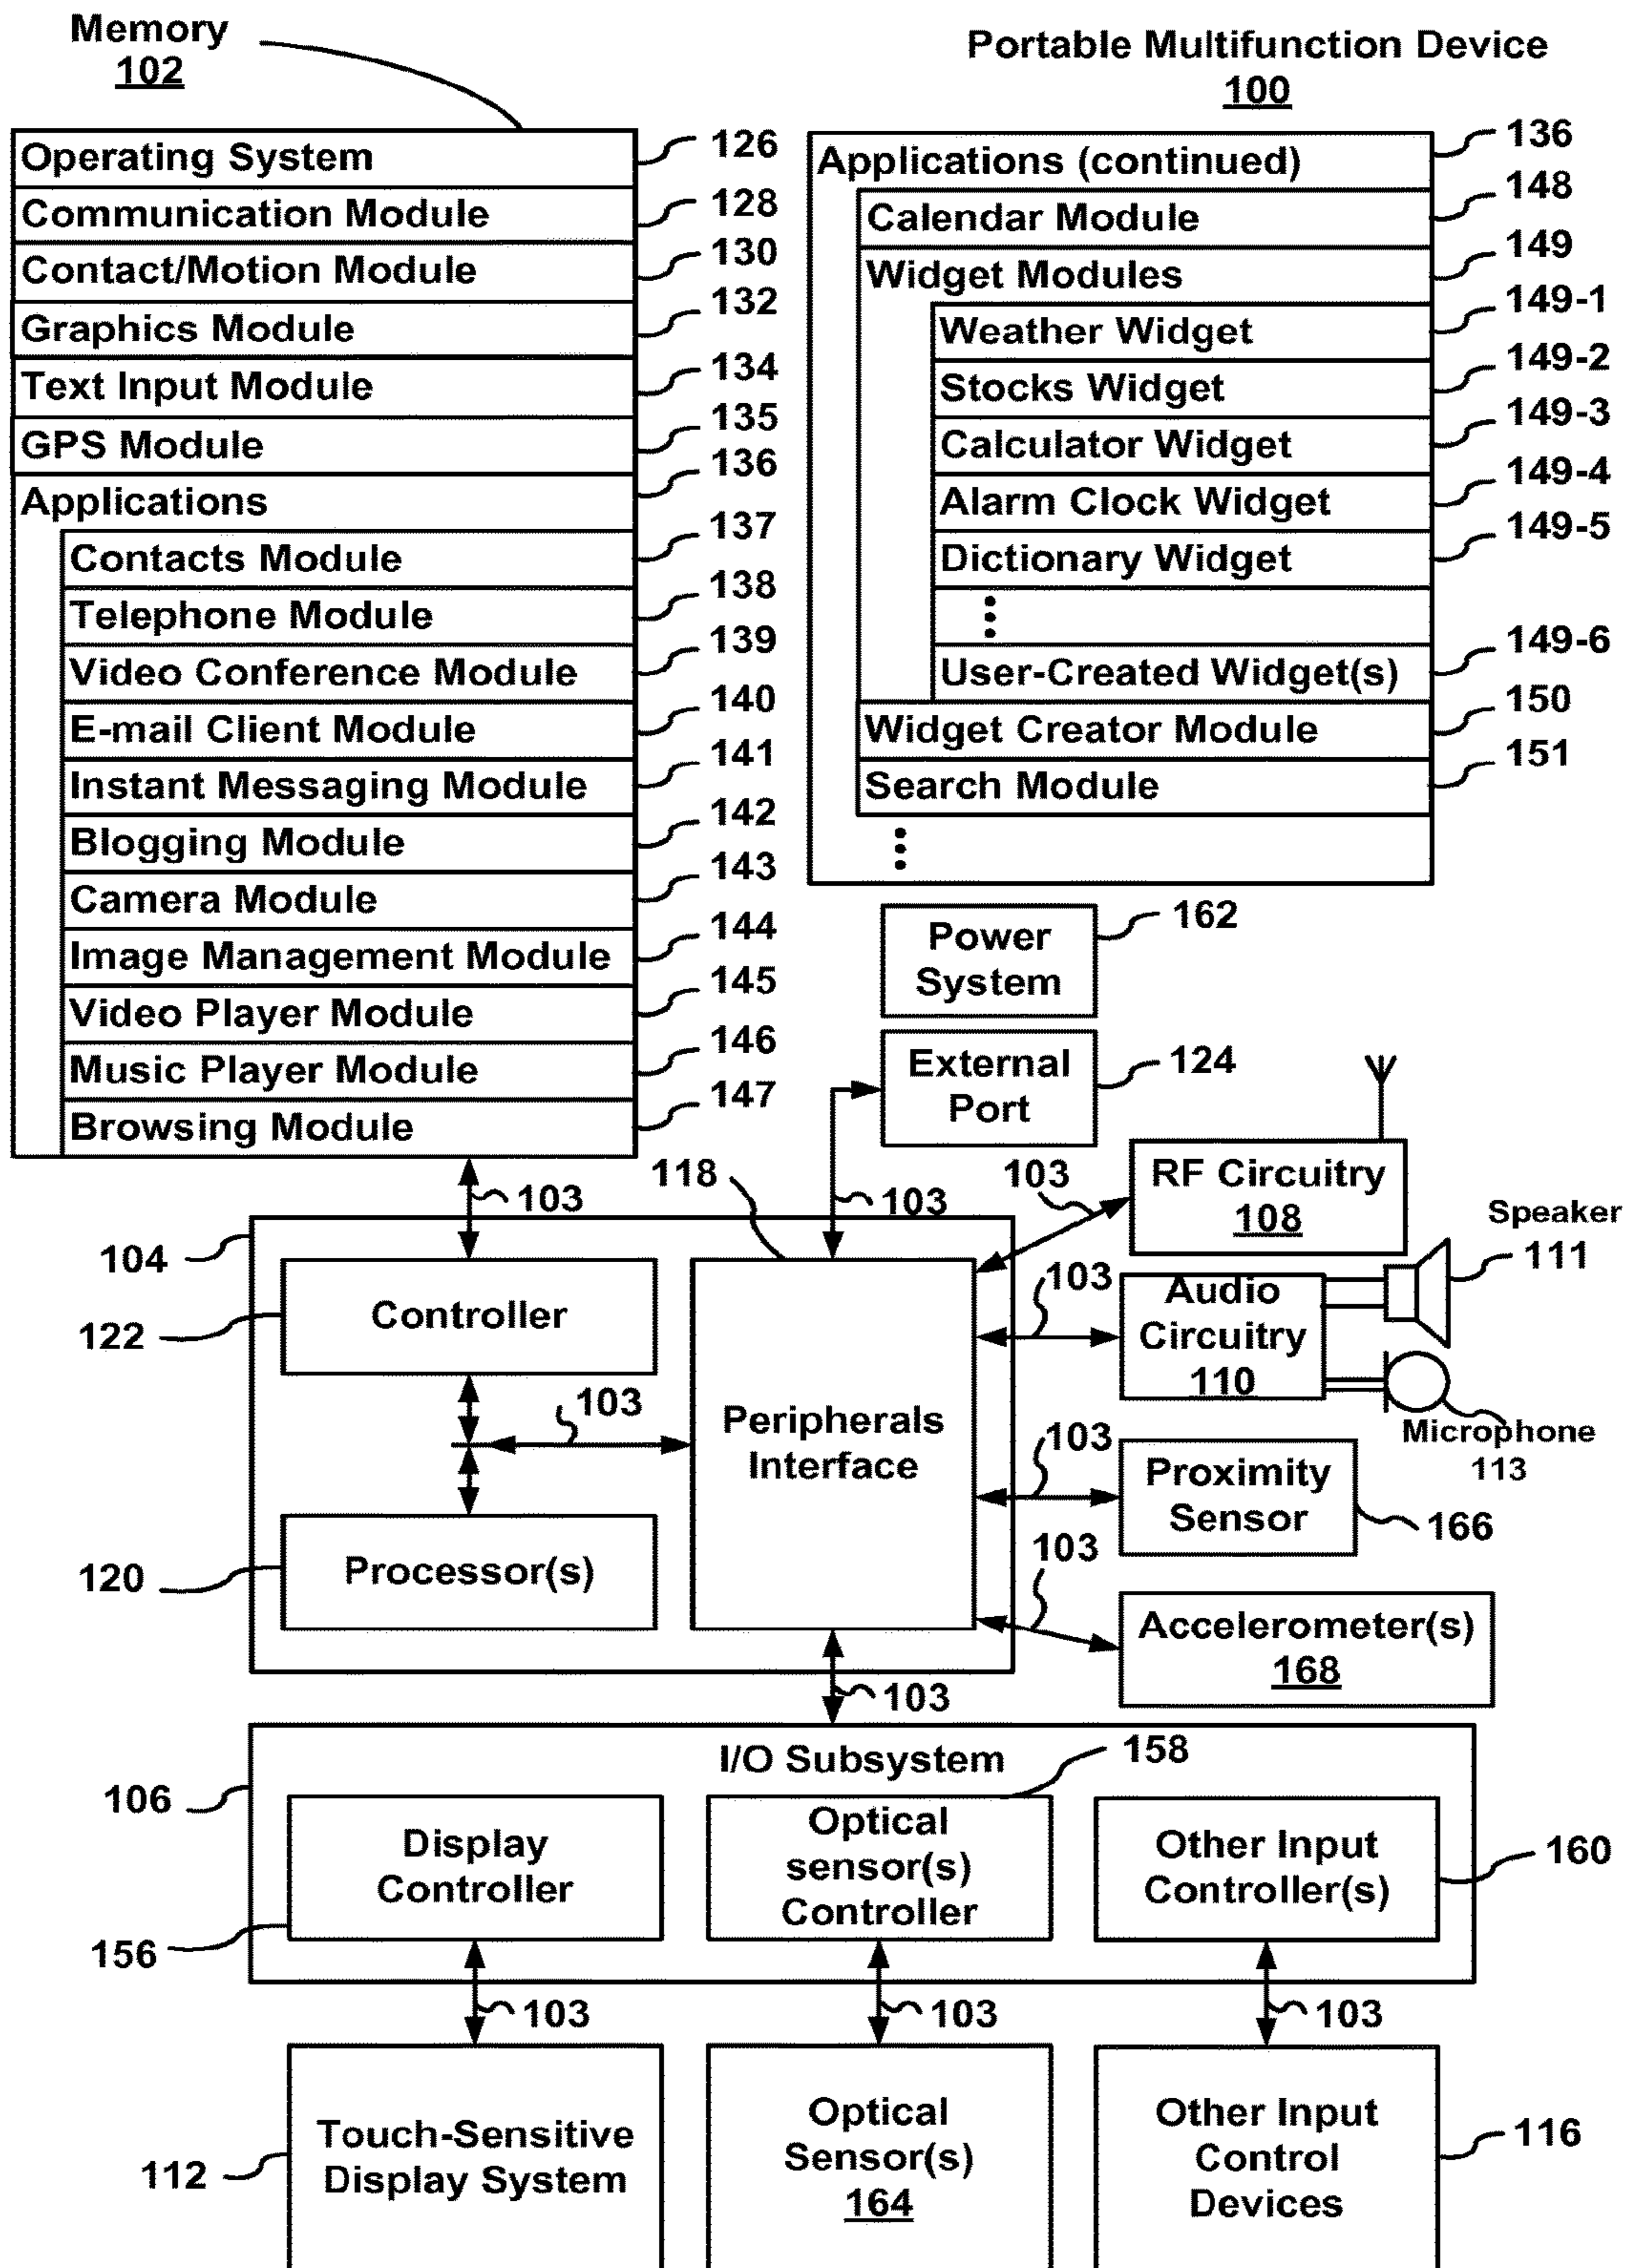 Memory
102
Portable Multifunction Device
100
Operating System
126
Communication Module
128
Contact/Motion Module
130
Graphics Module
132
Text Input Module
134
GPS Module
135
Applications
136
Contacts Module
137
Telephone Module
138
Video Conference Module
139
E-mail Client Module
140
Instant Messaging Module
141
Blogging Module
142
Camera Module
143
Image Management Module
144
Video Player Module
145
Music Player Module
146
Browsing Module
147
Applications (continued)
136
Calendar Module
148
Widget Modules
149
Weather Widget
149-1
Stocks Widget
149-2
Calculator Widget
149-3
Alarm Clock Widget
149-4
Dictionary Widget
149-5
User-Created Widget(s)
149-6
Widget Creator Module
150
Search Module
151
Power
System
162
External
Port
124
103
118
103
103
RF Circuitry
108
Speaker
111
104
Controller
122
103
Audio
Circuitry
110
Microphone
113
103
Peripherals
Interface
103
Proximity
Sensor
166
Processor(s)
120
103
Accelerometer(s)
168
103
I/O Subsystem
106
158
Display
Controller
156
Optical
sensor(s)
Controller
Other Input
Controller(s)
160
103
103
103
Touch-Sensitive
Display System
112
Optical
Sensor(s)
164
Other Input
Control
Devices
116